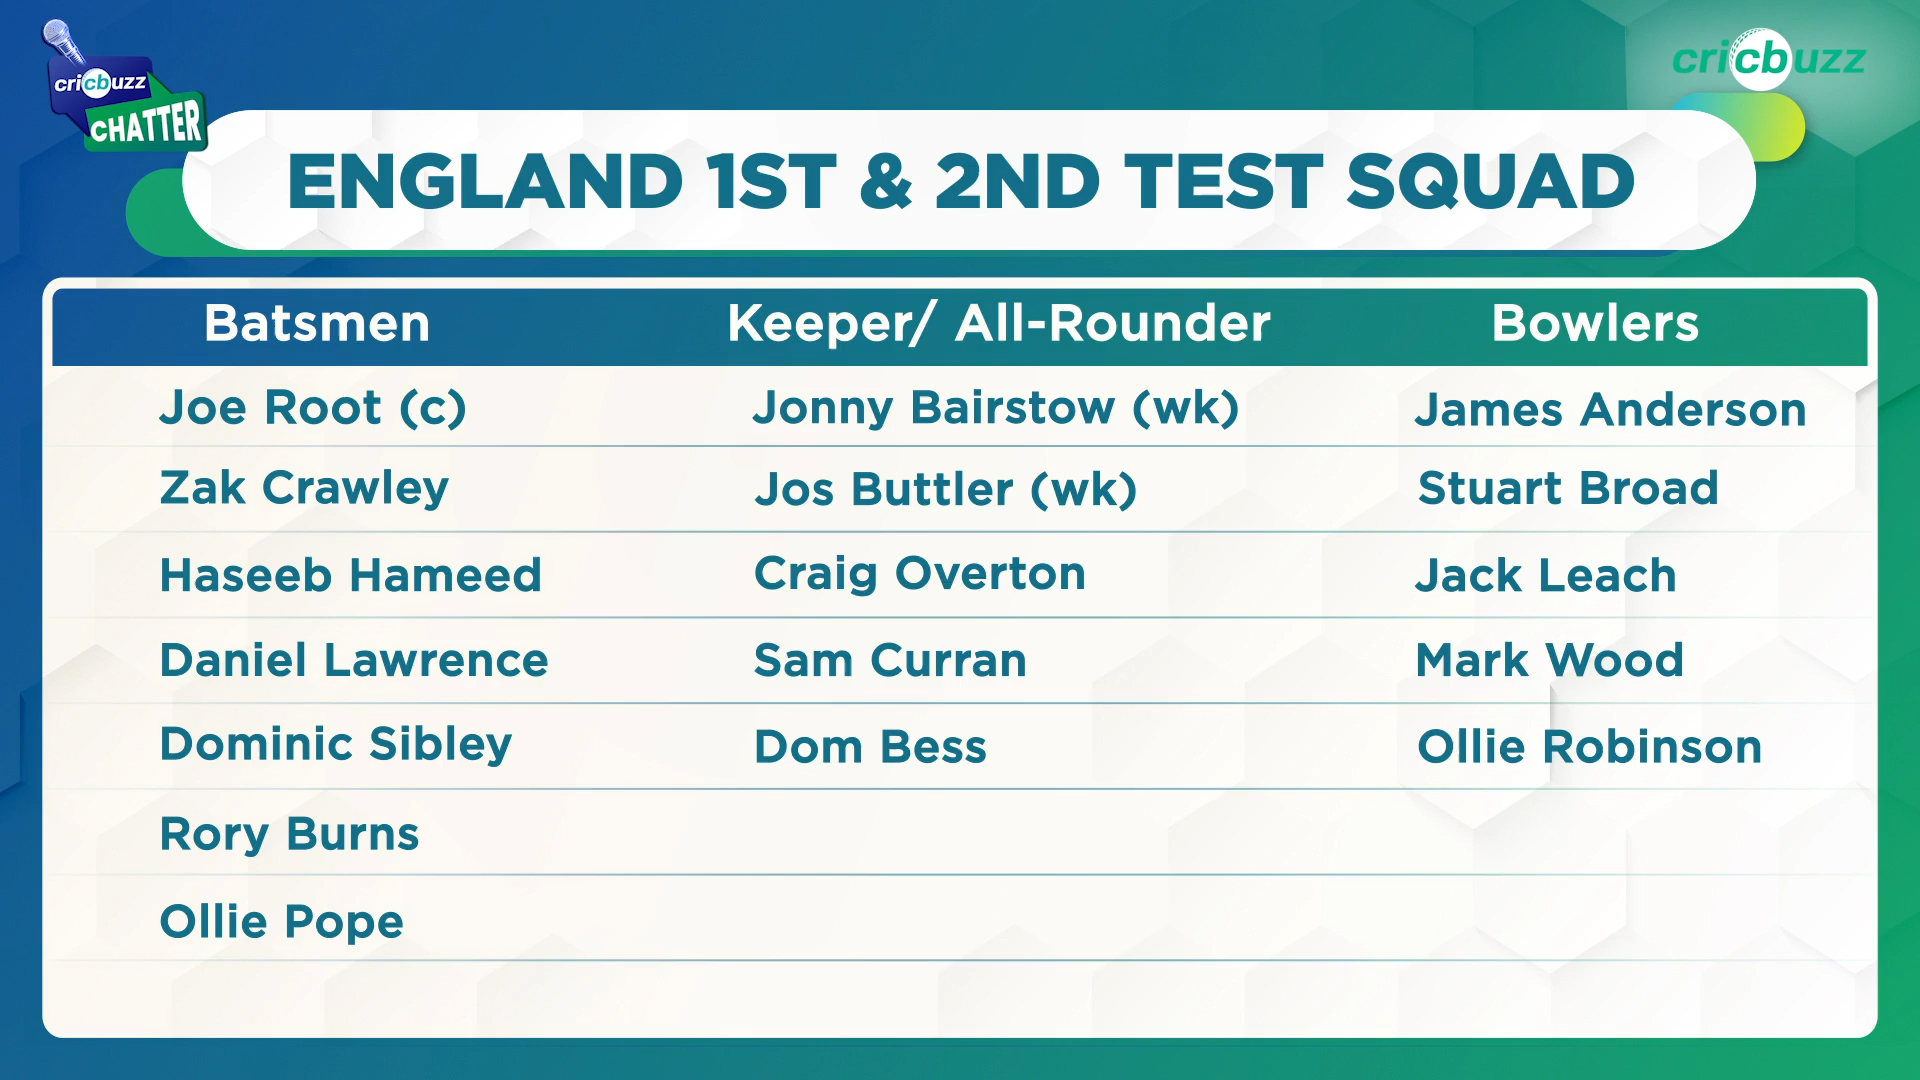 cricbuzz
CHATTER
cricbuzz
ENGLAND 1ST & 2ND TEST SQUAD
Batsmen Keeper/ All-Rounder Bowlers
Joe Root (c) Jonny Bairstow (wk) James Anderson
Zak Crawley Jos Buttler (wk) Stuart Broad
Haseeb Hameed Craig Overton Jack Leach
Daniel Lawrence Sam Curran Mark Wood
Dominic Sibley Dom Bess Ollie Robinson
Rory Burns
Ollie Pope